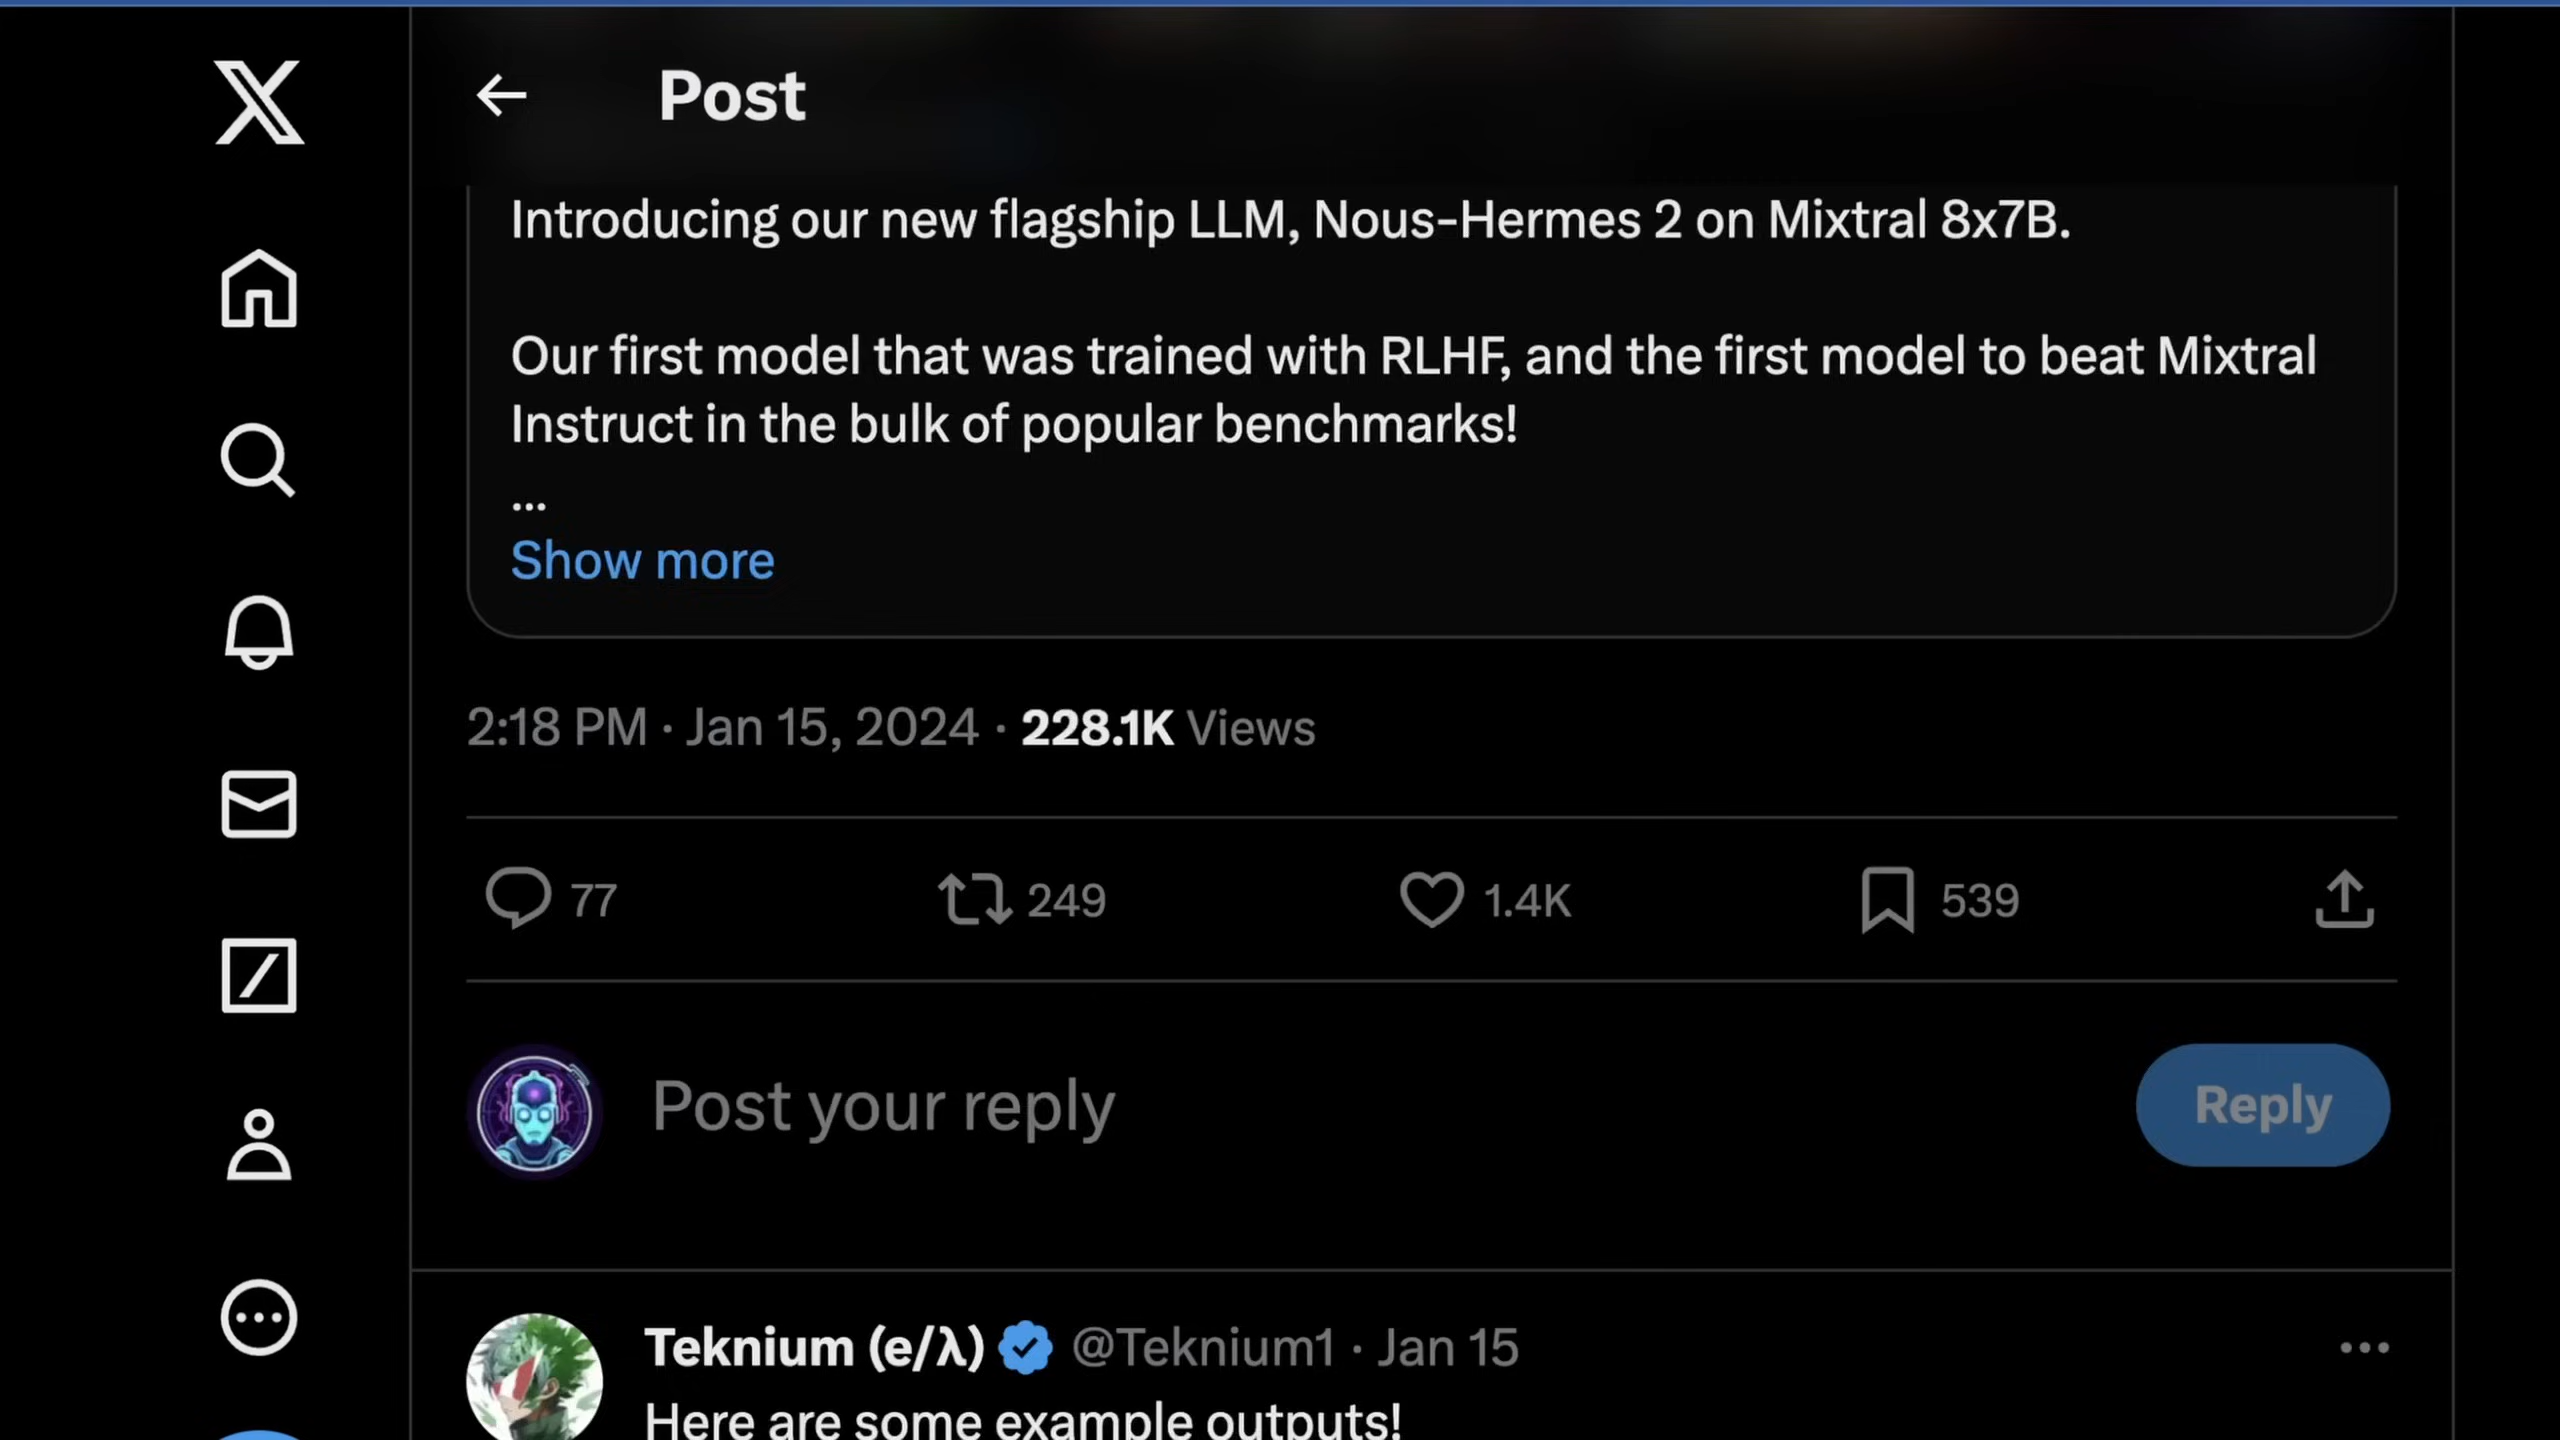 Post
Introducing our new flagship LLM, Nous-Hermes 2 on Mixtral 8x7B.
Our first model that was trained with RLHF, and the first model to beat Mixtral
Instruct in the bulk of popular benchmarks!
...
Show more
2:18 PM · Jan 15, 2024 · 228.1K Views
77 249 1.4K 539
Post your reply
Reply
Teknium (e/λ) @Teknium1 · Jan 15
Here are some example outputs!